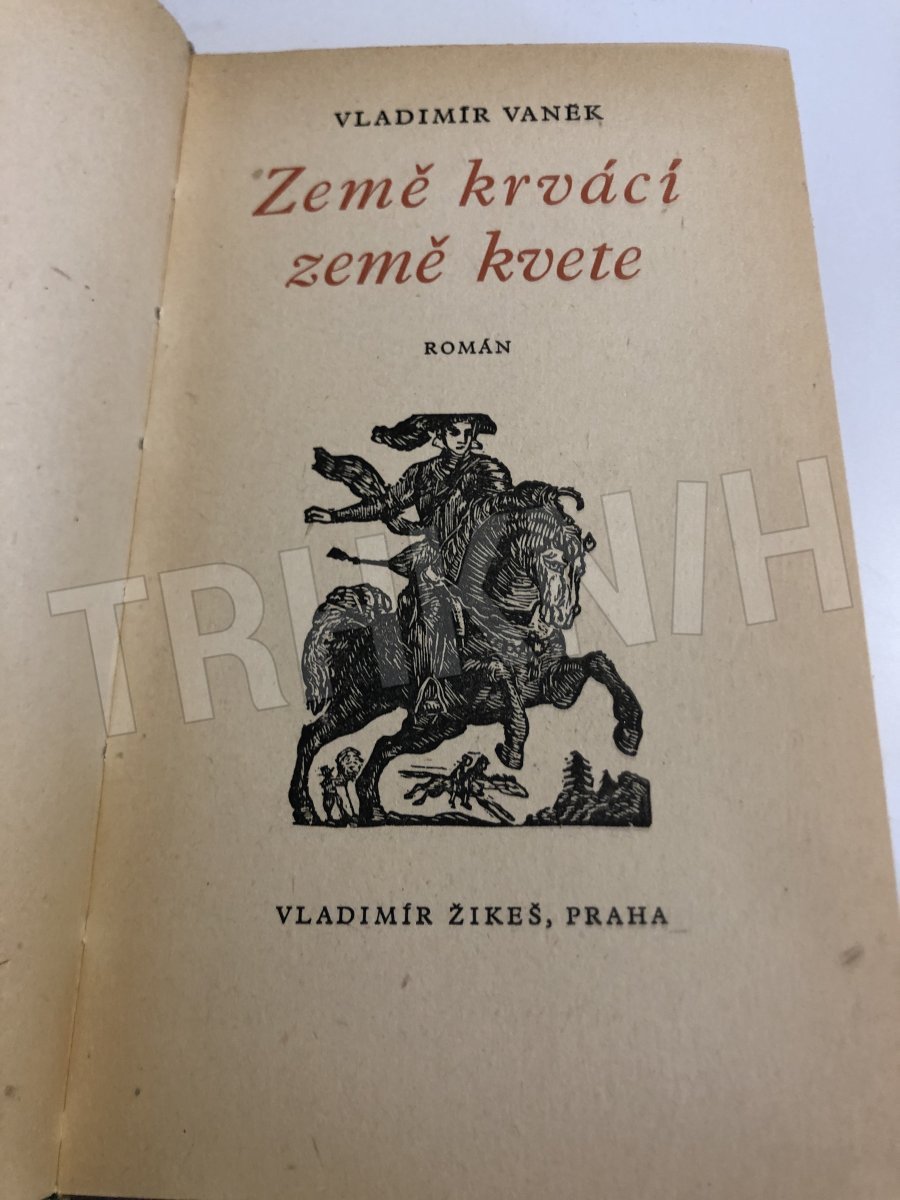 VLADIMÍR VANĚK
Země krvácí
země kvete
ROMÁN
VLADIMÍR ŽIKEŠ, PRAHA